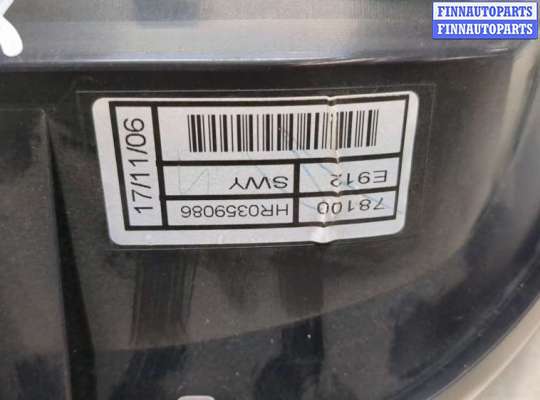 FINNAUTOPARTS
FINNAUTOPARTS
78100 HR0359086
E912 SWY
17/11/06